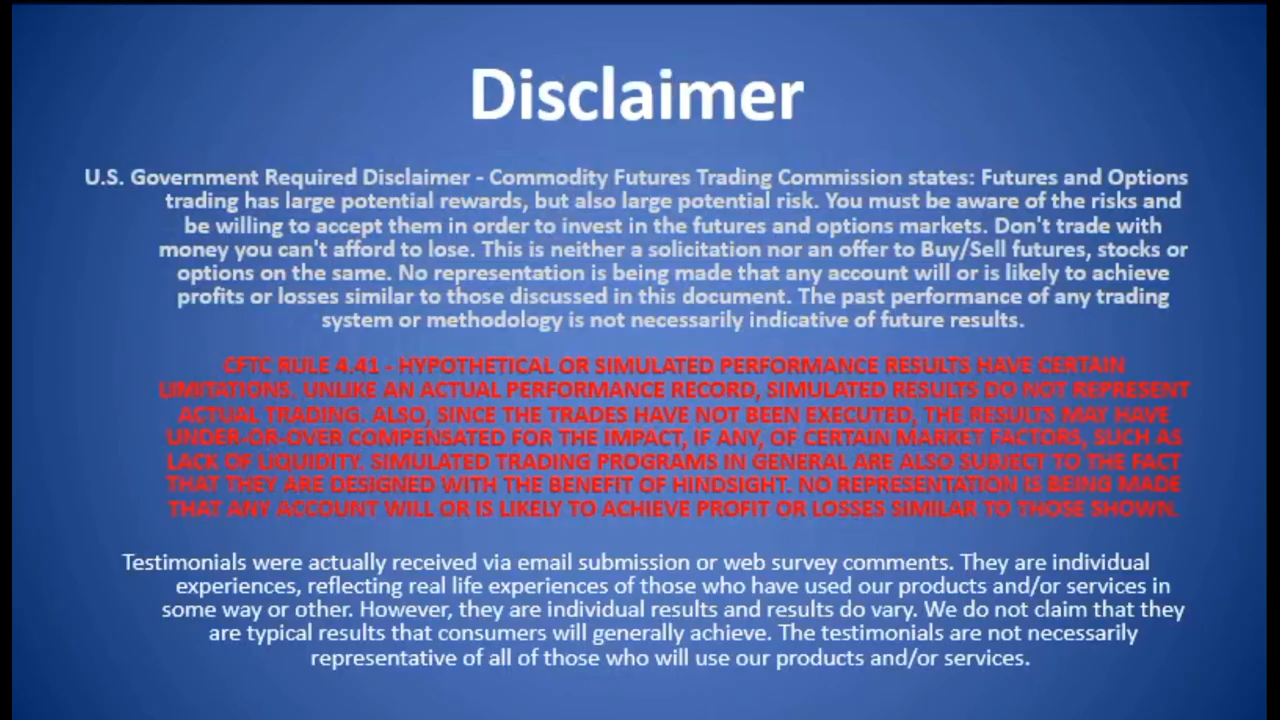 Disclaimer
U.S. Government Required Disclaimer - Commodity Futures Trading Commission states: Futures and Options
trading has large potential rewards, but also large potential risk. You must be aware of the risks and
be willing to accept them in order to invest in the futures and options markets. Don't trade with
money you can't afford to lose. This is neither a solicitation nor an offer to Buy/Sell futures, stocks or
options on the same. No representation is being made that any account will or is likely to achieve
profits or losses similar to those discussed in this document. The past performance of any trading
system or methodology is not necessarily indicative of future results.
CFTC RULE 4.41 - HYPOTHETICAL OR SIMULATED PERFORMANCE RESULTS HAVE CERTAIN
LIMITATIONS. UNLIKE AN ACTUAL PERFORMANCE RECORD, SIMULATED RESULTS DO NOT REPRESENT
ACTUAL TRADING. ALSO, SINCE THE TRADES HAVE NOT BEEN EXECUTED, THE RESULTS MAY HAVE
UNDER-OR-OVER COMPENSATED FOR THE IMPACT, IF ANY, OF CERTAIN MARKET FACTORS, SUCH AS
LACK OF LIQUIDITY. SIMULATED TRADING PROGRAMS IN GENERAL ARE ALSO SUBJECT TO THE FACT
THAT THEY ARE DESIGNED WITH THE BENEFIT OF HINDSIGHT. NO REPRESENTATION IS BEING MADE
THAT ANY ACCOUNT WILL OR IS LIKELY TO ACHIEVE PROFIT OR LOSSES SIMILAR TO THOSE SHOWN.
Testimonials were actually received via email submission or web survey comments. They are individual
experiences, reflecting real life experiences of those who have used our products and/or services in
some way or other. However, they are individual results and results do vary. We do not claim that they
are typical results that consumers will generally achieve. The testimonials are not necessarily
representative of all of those who will use our products and/or services.